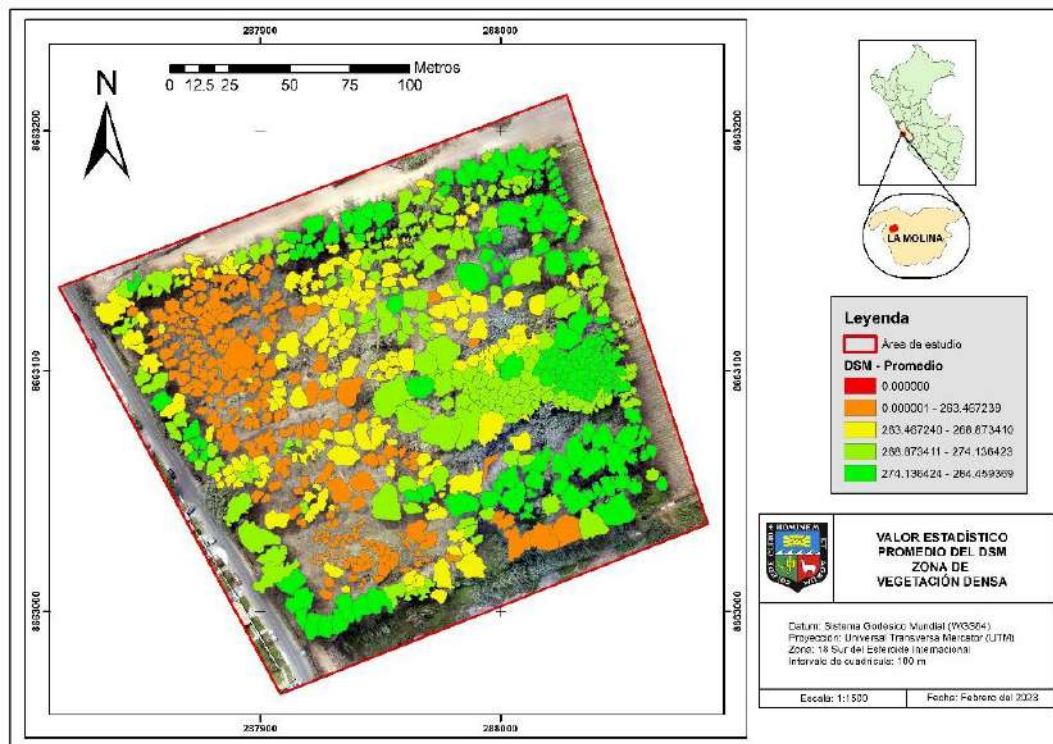 287900 288000
N
Metros
0 12.5 25 50 75 100
8663200
8663200
8663100
8663100
8663000
8663000
287900 288000
LA MOLINA
Leyenda
Área de estudio
DSM - Promedio
0.000000
0.000001 - 263.467239
263.467240 - 268.873410
268.873411 - 274.136423
274.136424 - 284.459369
VALOR ESTADÍSTICO
PROMEDIO DEL DSM
ZONA DE
VEGETACIÓN DENSA
Datum: Sistema Godésico Mundial (WGS84)
Proyección: Universal Transversa Mercator (UTM)
Zona: 18 Sur del Esferoide Internacional
Intervalo de cuadrícula: 100 m
Escala: 1:1500
Fecha: Febrero del 2023